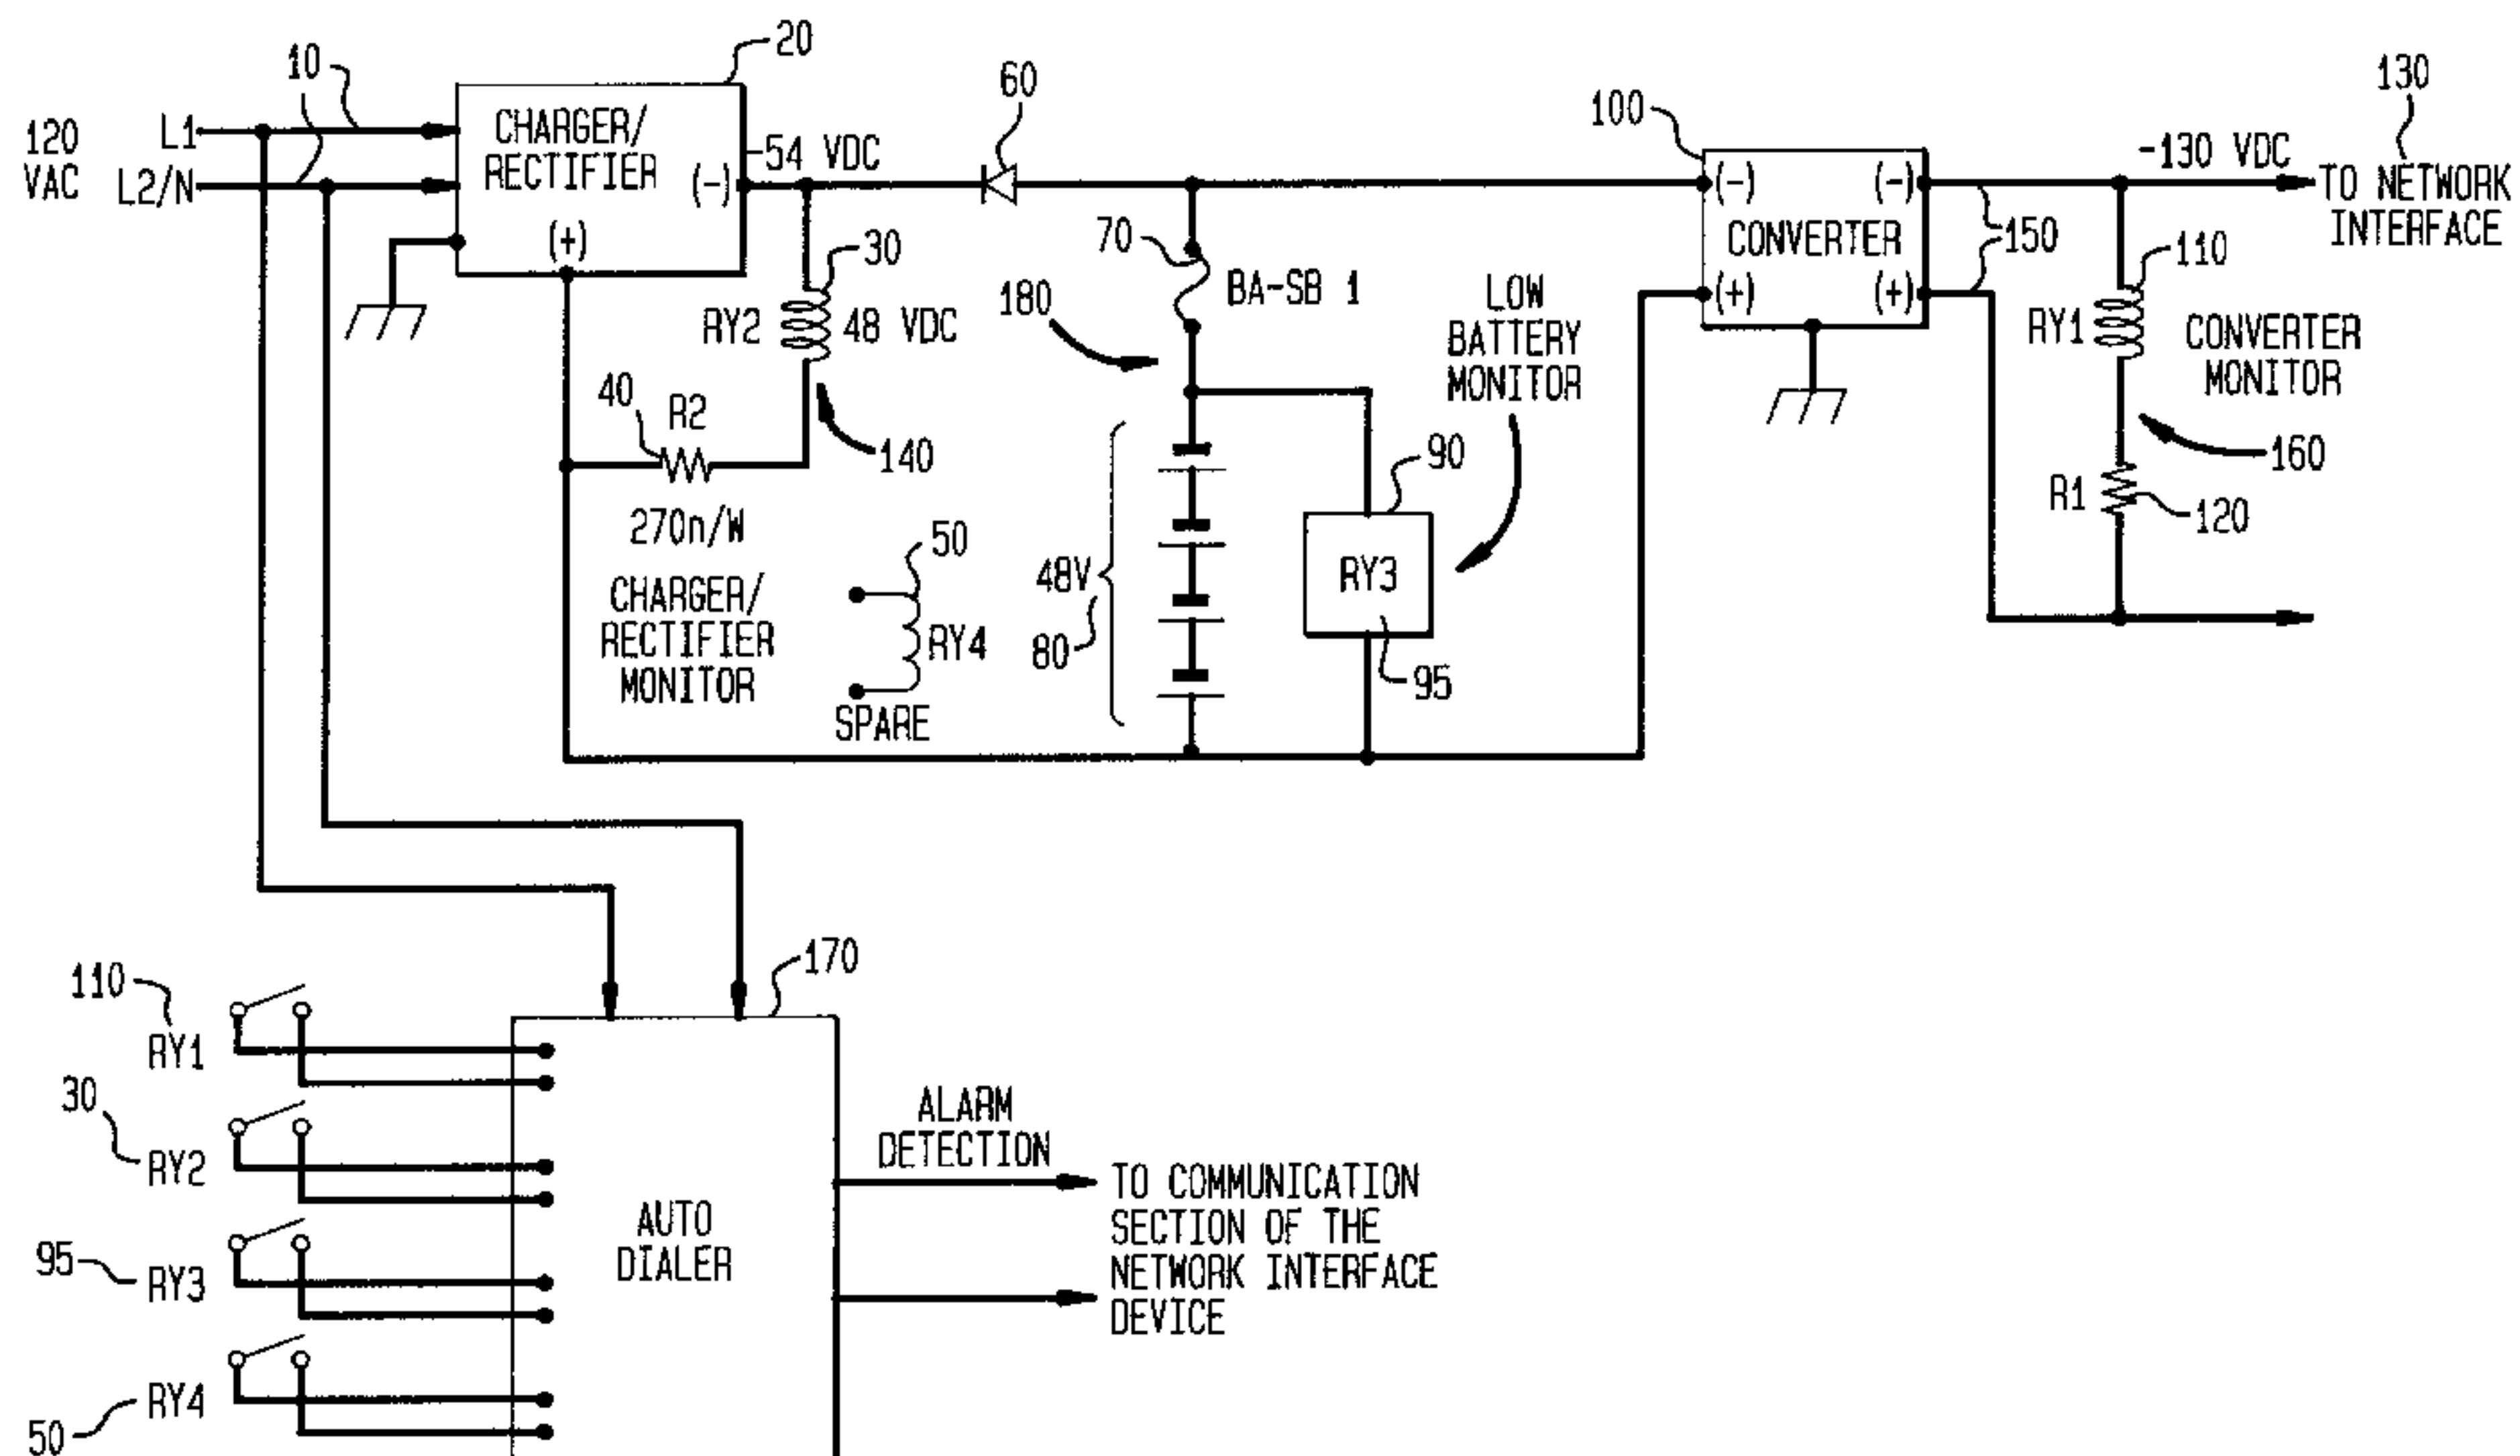 10
20
60
130
120
VAC
L1
L2/N
CHARGER/
RECTIFIER
(-)
(+)
-54 VDC
100
(-)
(-)
CONVERTER
(+)
(+)
-130 VDC
TO NETWORK
INTERFACE
150
30
RY2
48 VDC
70
BA-SB 1
180
LOW
BATTERY
MONITOR
110
RY1
CONVERTER
MONITOR
40
R2
140
270n/W
CHARGER/
RECTIFIER
MONITOR
50
RY4
SPARE
48V
80
90
RY3
95
160
R1
120
170
110
RY1
30
RY2
95
RY3
50
RY4
AUTO
DIALER
ALARM
DETECTION
TO COMMUNICATION
SECTION OF THE
NETWORK INTERFACE
DEVICE